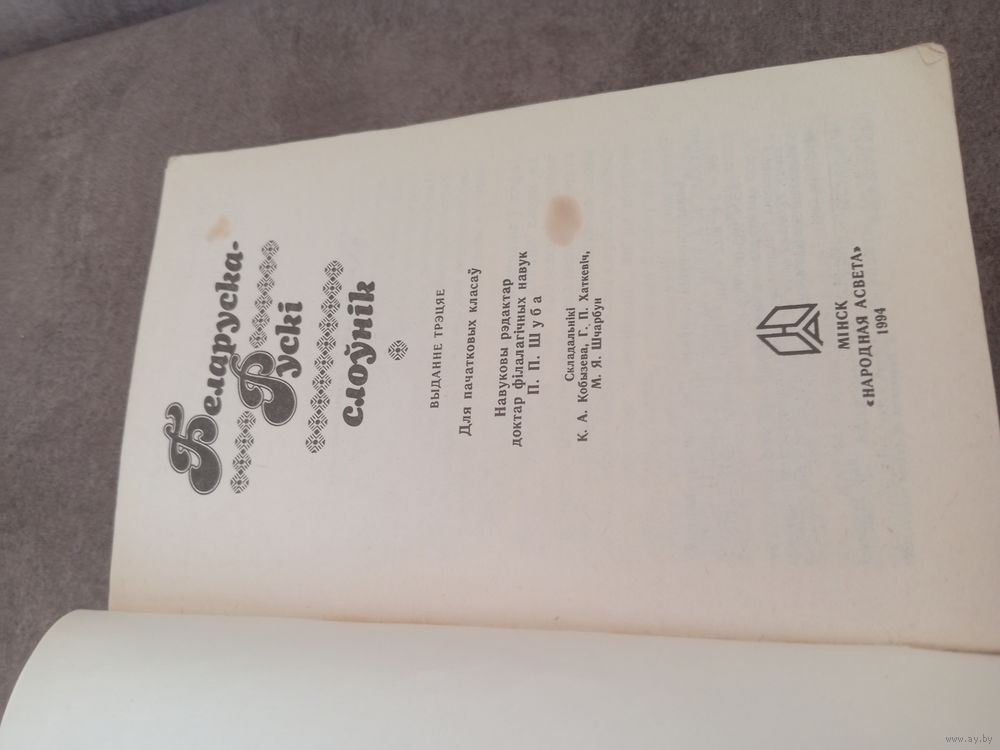 Беларуска-
Рускі
слоўнік
ВЫДАННЕ ТРЭЦЯЕ
Для пачатковых класаў
Навуковы рэдактар
доктар філалагічных навук
П. П. Шуба
Складальнікі
К. А. Кобызева, Г. П. Хаткевіч,
М. Я. Шчарбун
МІНСК
«НАРОДНАЯ АСВЕТА»
1994
www.ay.by